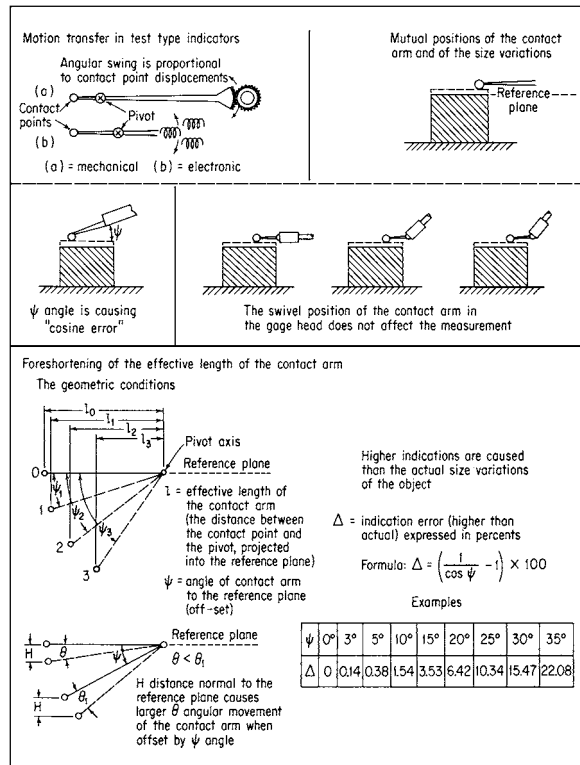 Motion transfer in test type indicators
Angular swing is proportional
to contact point displacements
(a)
Contact
points
Pivot
(b)
(a) = mechanical (b) = electronic
Mutual positions of the contact
arm and of the size variations
Reference
plane
ψ
ψ angle is causing
"cosine error"
The swivel position of the contact arm in
the gage head does not affect the measurement
Foreshortening of the effective length of the contact arm
The geometric conditions
l₀
l₁
l₂
l₃
Pivot axis
0
Reference plane
ψ₁
1
ψ₂
2
ψ₃
3
l = effective length of
the contact arm
(the distance between
the contact point and
the pivot, projected
into the reference plane)
ψ = angle of contact arm
to the reference plane
(off-set)
Higher indications are caused
than the actual size variations
of the object
Δ = indication error (higher than
actual) expressed in percents
Formula: Δ = (1/cos ψ -1) × 100
Examples
ψ 0° 3° 5° 10° 15° 20° 25° 30° 35°
Δ 0 0.14 0.38 1.54 3.53 6.42 10.34 15.47 22.08
Reference plane
H
θ
ψ
θ < θ₁
H
θ₁
H distance normal to
the reference plane causes
larger θ angular movement
of the contact arm when
offset by ψ angle